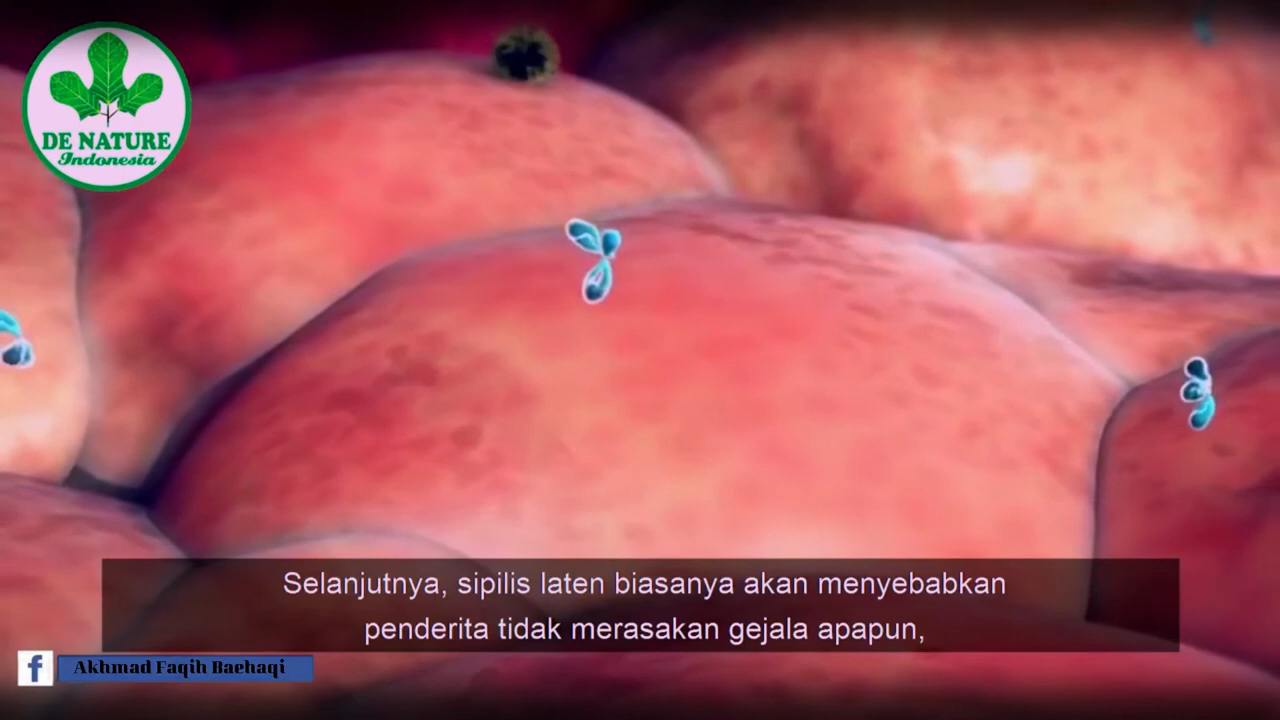 DE NATURE
Indonesia
Selanjutnya, sipilis laten biasanya akan menyebabkan
penderita tidak merasakan gejala apapun,
f
Akhmad Faqih Baehaqi